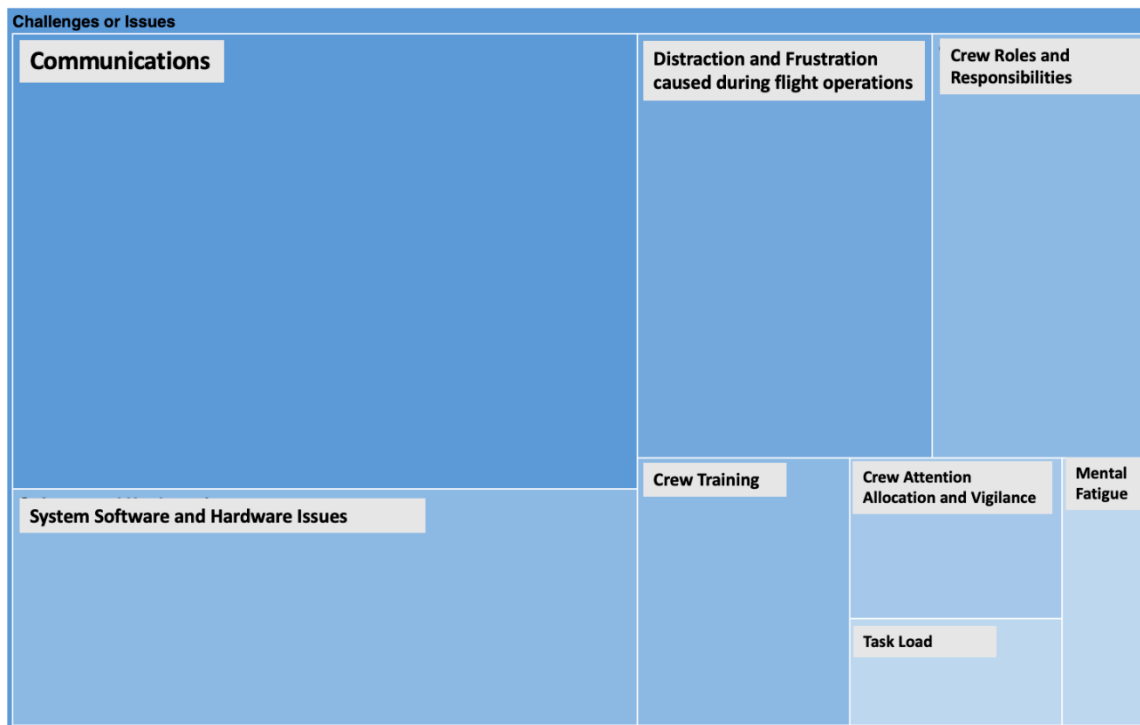 Challenges or Issues
Communications
Distraction and Frustration
caused during flight operations
Crew Roles and
Responsibilities
System Software and Hardware Issues
Crew Training
Crew Attention
Allocation and Vigilance
Mental
Fatigue
Task Load